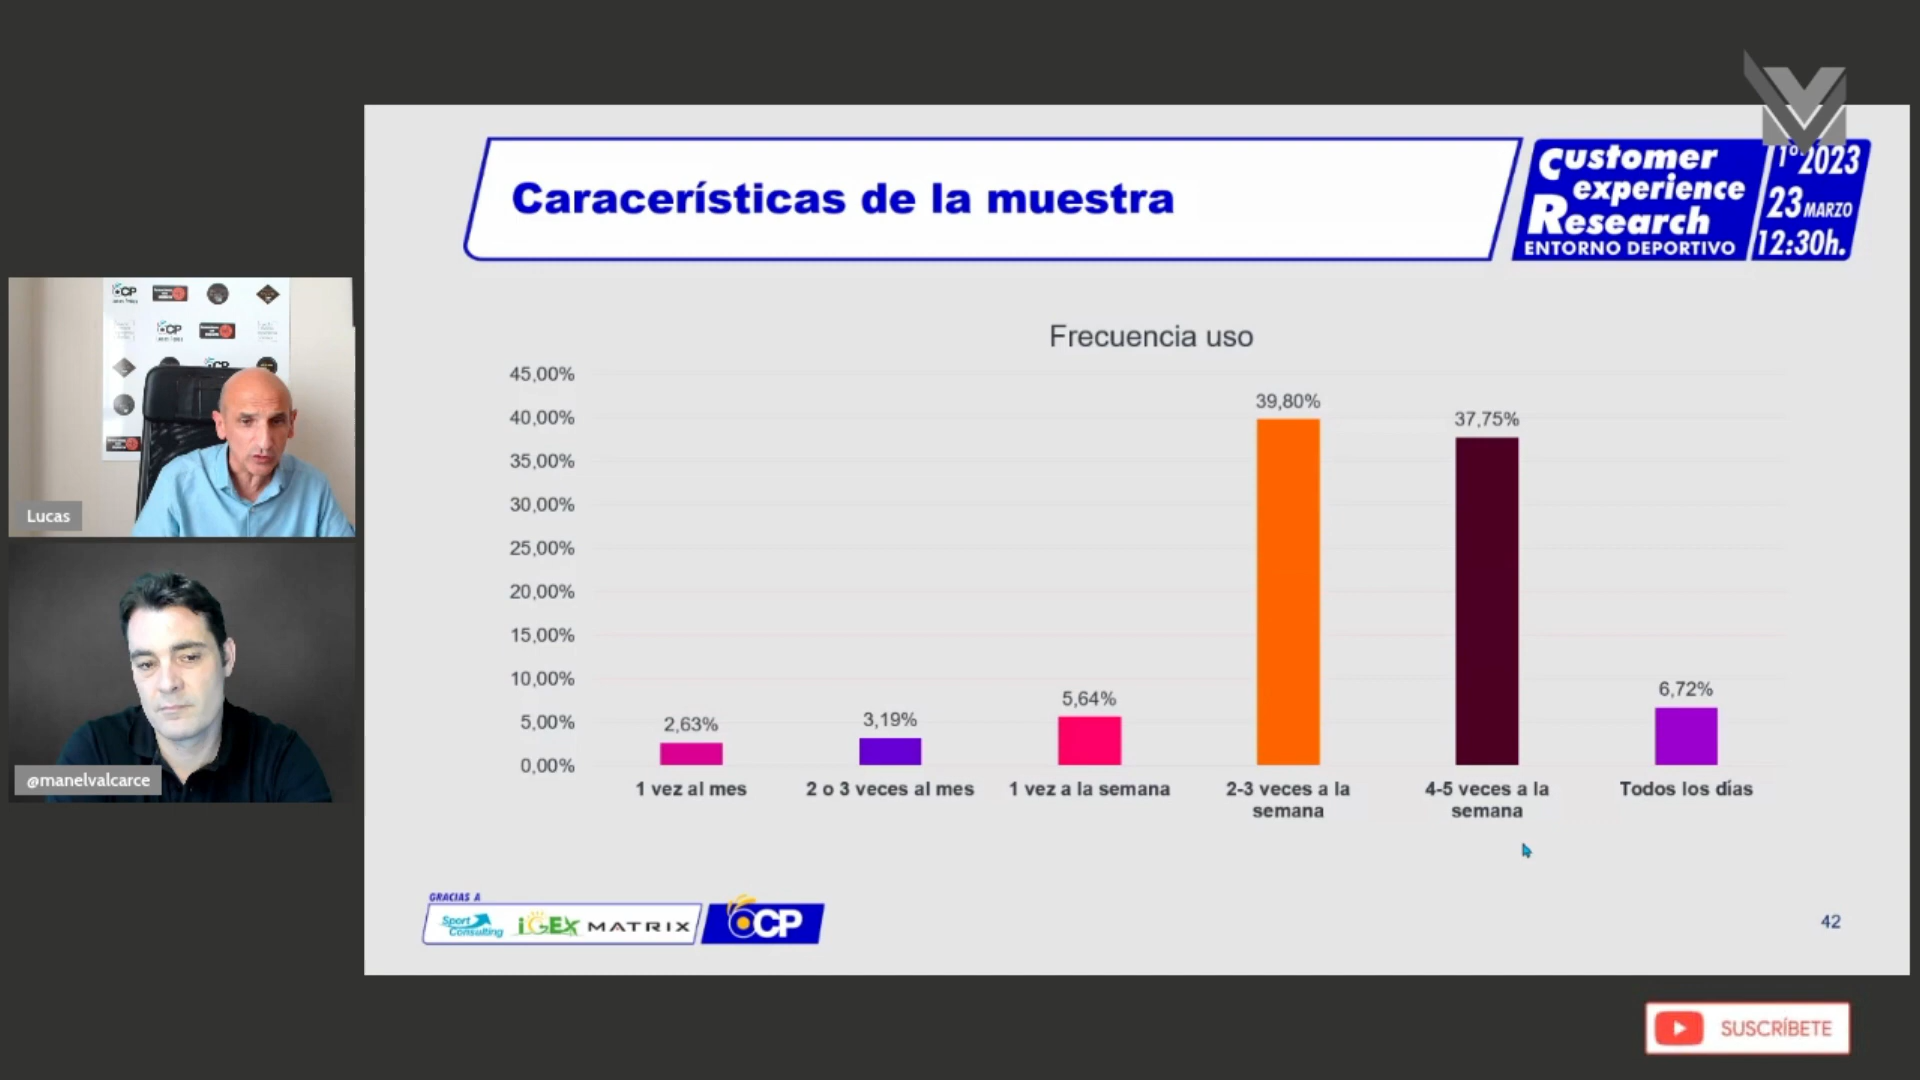 Caracerísticas de la muestra
Customer
experience
Research
ENTORNO DEPORTIVO
1º2023
23 MARZO
12:30h.
Frecuencia uso
45,00%
40,00%
35,00%
30,00%
25,00%
20,00%
15,00%
10,00%
5,00%
0,00%
2,63%
3,19%
5,64%
39,80%
37,75%
6,72%
1 vez al mes
2 o 3 veces al mes
1 vez a la semana
2-3 veces a la
semana
4-5 veces a la
semana
Todos los días
Lucas
@manelvalcarce
GRACIAS A
Sport
Consulting
iGEX
MATRIX
CP
42
SUSCRÍBETE